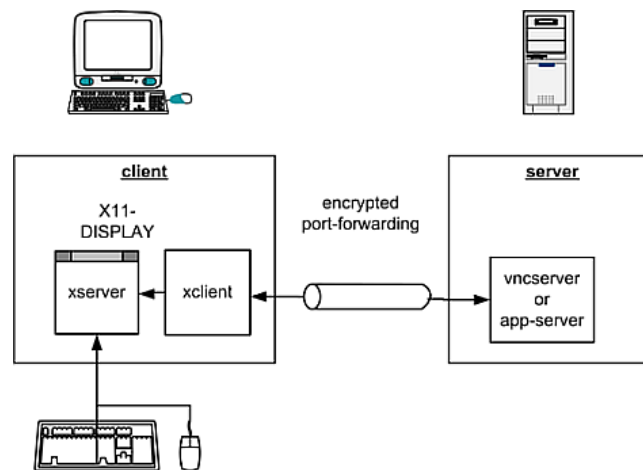 client
server
encrypted
port-forwarding
X11-
DISPLAY
xserver
xclient
vncserver
or
app-server